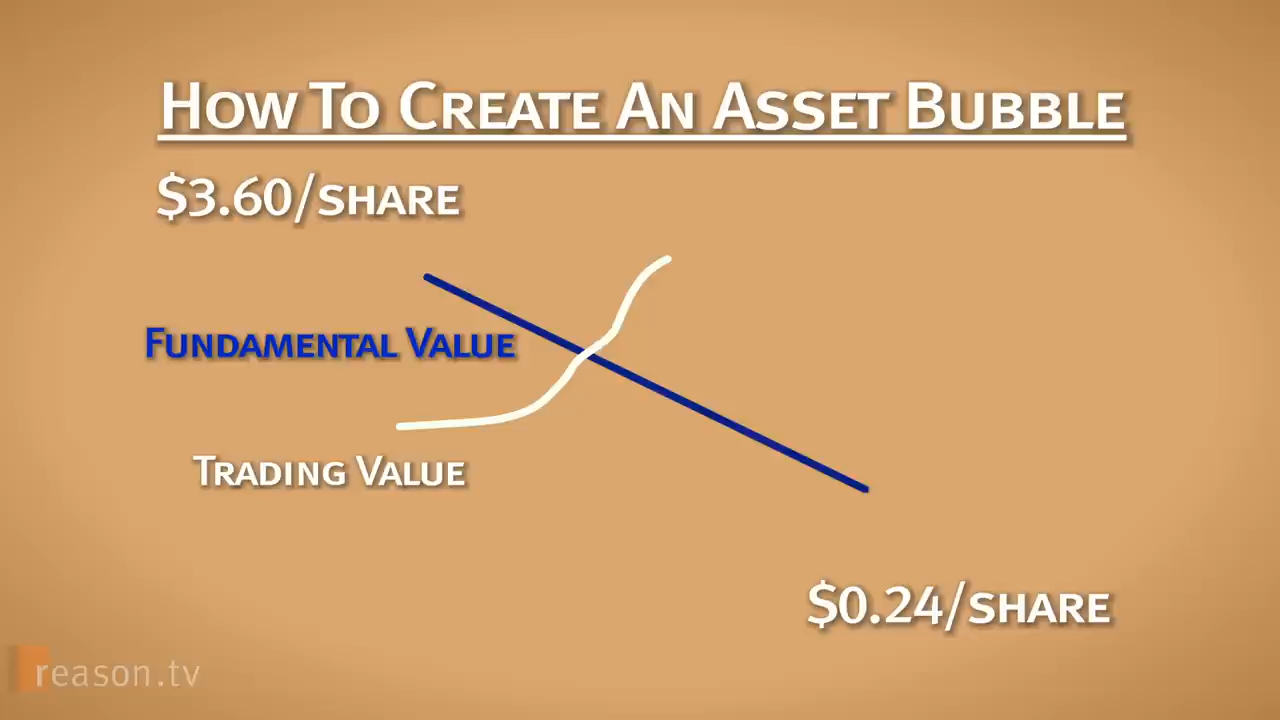 How To Create An Asset Bubble
$3.60/share
Fundamental Value
Trading Value
$0.24/share
reason.tv